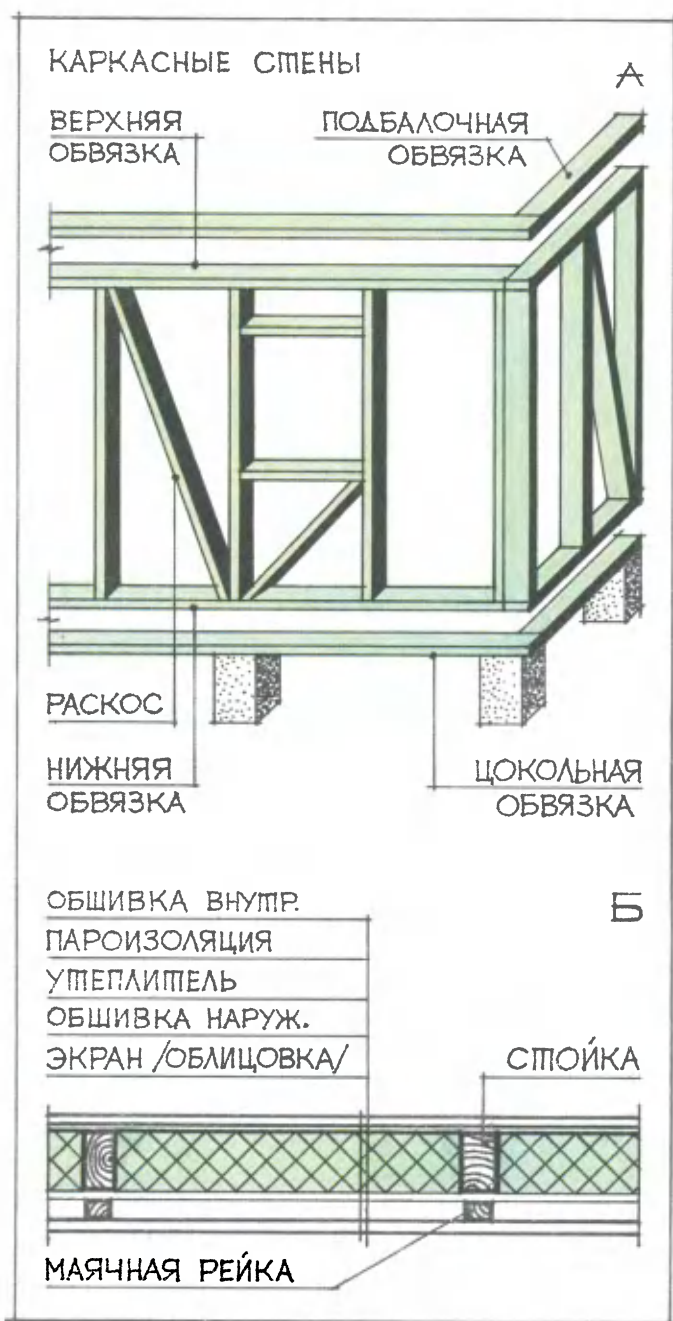 КАРКАСНЫЕ СТЕНЫ
А
ВЕРХНЯЯ
ОБВЯЗКА
ПОДБАЛОЧНАЯ
ОБВЯЗКА
РАСКОС
НИЖНЯЯ
ОБВЯЗКА
ЦОКОЛЬНАЯ
ОБВЯЗКА
Б
ОБШИВКА ВНУТР.
ПАРОИЗОЛЯЦИЯ
УТЕПЛИТЕЛЬ
ОБШИВКА НАРУЖ.
ЭКРАН /ОБЛИЦОВКА/
СТОЙКА
МАЯЧНАЯ РЕЙКА